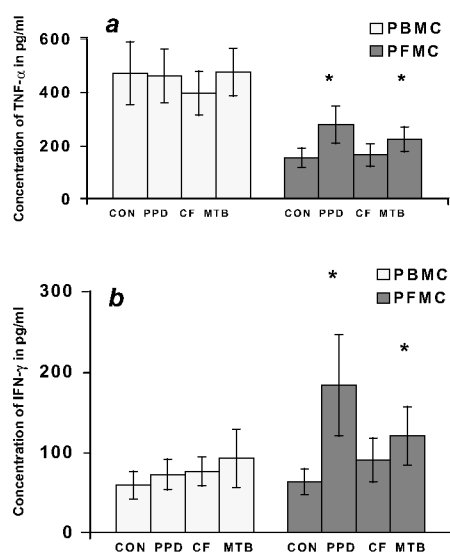 a
PBMC
PFMC
Concentration of TNF-α in pg/ml
600
400
200
0
*
*
CON PPD CF MTB
CON PPD CF MTB
b
PBMC
PFMC
Concentration of IFN-γ in pg/ml
300
200
100
0
*
*
CON PPD CF MTB
CON PPD CF MTB